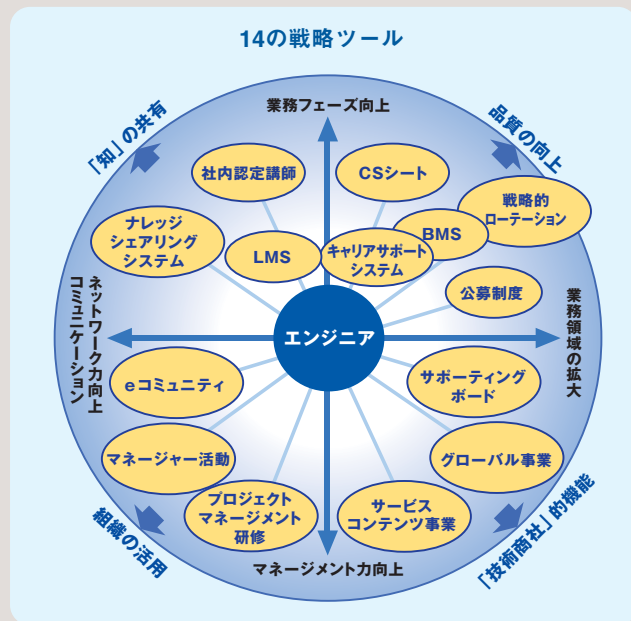 14の戦略ツール
業務フェーズ向上
「知」の共有
品質の向上
社内認定講師
CSシート
戦略的
ローテーション
ナレッジ
シェアリング
システム
LMS
キャリアサポート
システム
BMS
公募制度
ネットワーク力向上
コミュニケーション
エンジニア
業務領域の拡大
eコミュニティ
サポーティング
ボード
マネージャー活動
グローバル事業
プロジェクト
マネージメント
研修
サービス
コンテンツ事業
組織の活用
「技術商社」的機能
マネージメント力向上